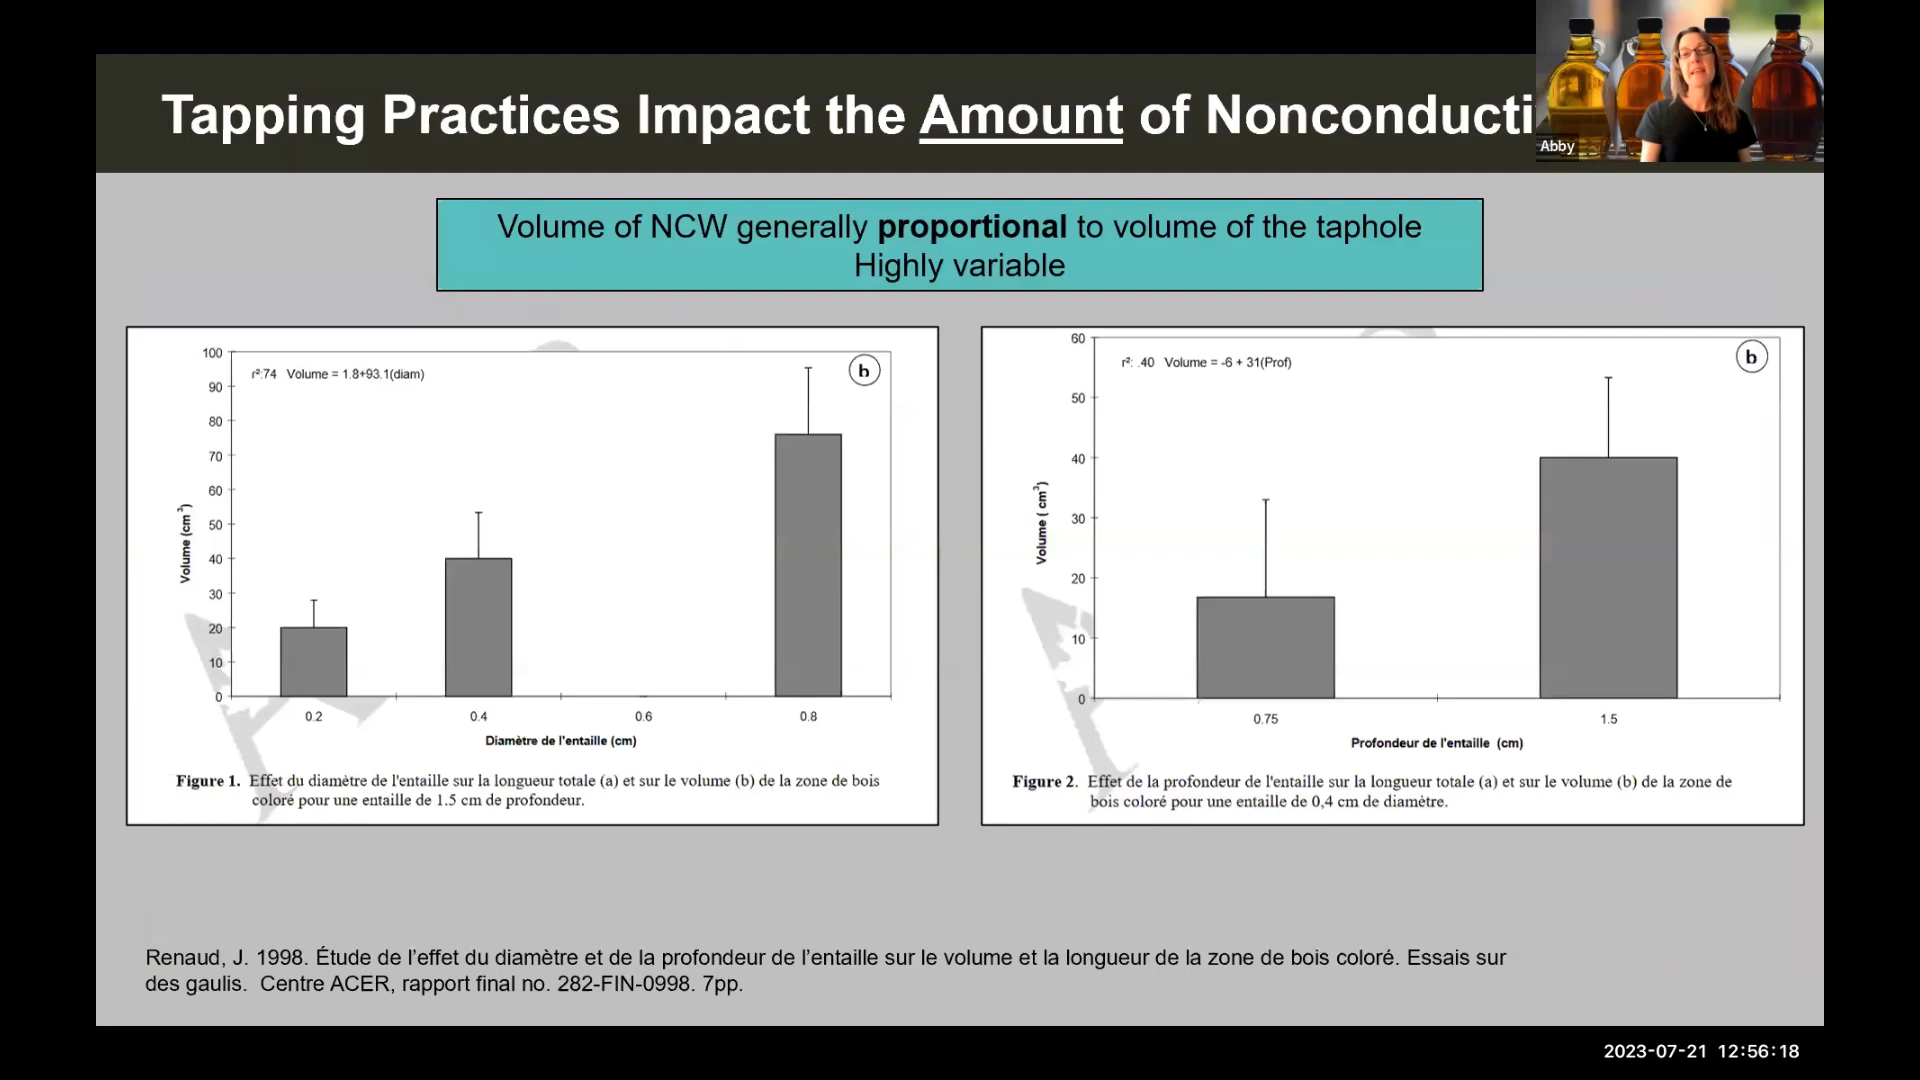 Tapping Practices Impact the Amount of Nonconducti
Abby
Volume of NCW generally proportional to volume of the taphole
Highly variable
100
90
80
70
60
50
40
30
20
10
0
r²:74 Volume = 1.8+93.1(diam)
b
Volume (cm³)
0.2 0.4 0.6 0.8
Diamètre de l'entaille (cm)
Figure 1. Effet du diamètre de l'entaille sur la longueur totale (a) et sur le volume (b) de la zone de bois
coloré pour une entaille de 1.5 cm de profondeur.
60
50
40
30
20
10
0
r²: .40 Volume = -6 + 31(Prof)
b
Volume ( cm³)
0.75 1.5
Profondeur de l'entaille (cm)
Figure 2. Effet de la profondeur de l'entaille sur la longueur totale (a) et sur le volume (b) de la zone de
bois coloré pour une entaille de 0,4 cm de diamètre.
Renaud, J. 1998. Étude de l’effet du diamètre et de la profondeur de l’entaille sur le volume et la longueur de la zone de bois coloré. Essais sur
des gaulis. Centre ACER, rapport final no. 282-FIN-0998. 7pp.
2023-07-21 12:56:18